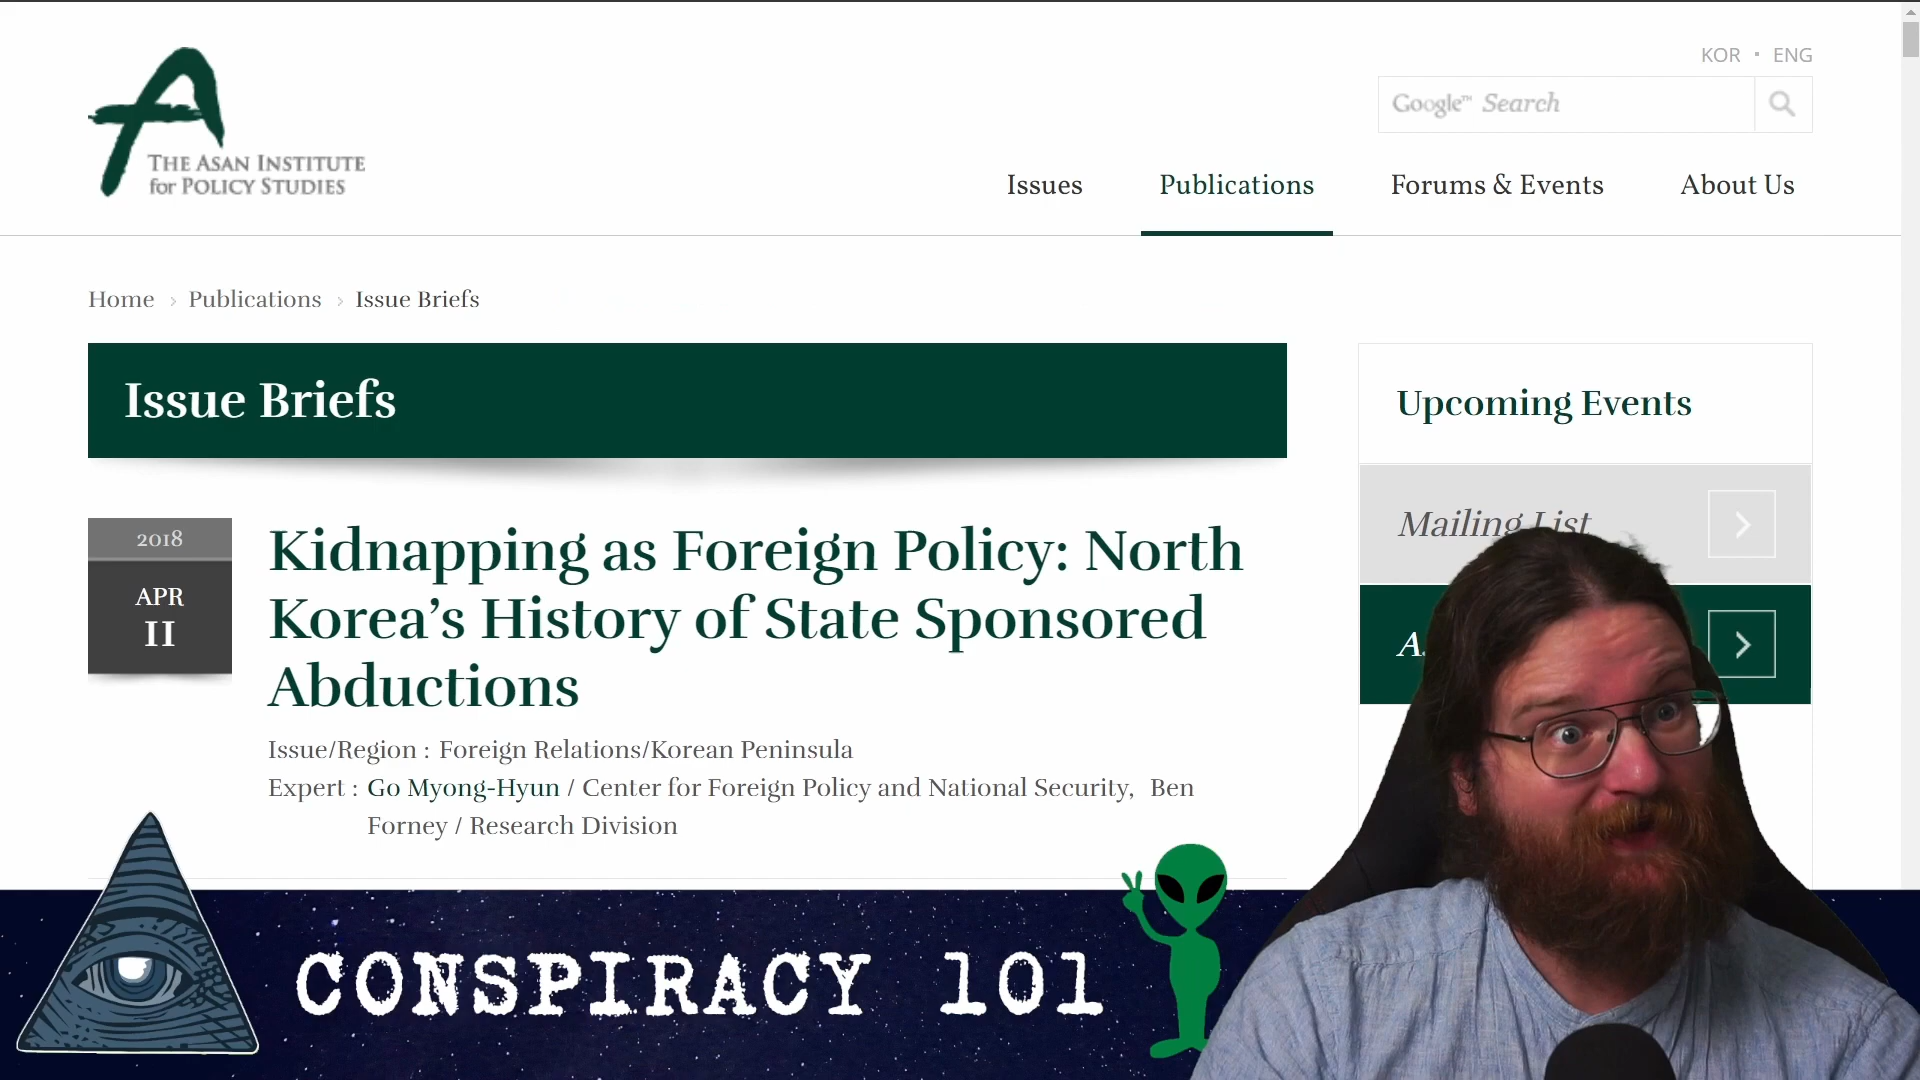 KOR · ENG
THE ASAN INSTITUTE
for POLICY STUDIES
Google™ Search
Issues Publications Forums & Events About Us
Home › Publications › Issue Briefs
Issue Briefs
2018
APR
11
Kidnapping as Foreign Policy: North
Korea’s History of State Sponsored
Abductions
Issue/Region : Foreign Relations/Korean Peninsula
Expert : Go Myong-Hyun / Center for Foreign Policy and National Security, Ben
Forney / Research Division
Upcoming Events
Mailing List
CONSPIRACY 101